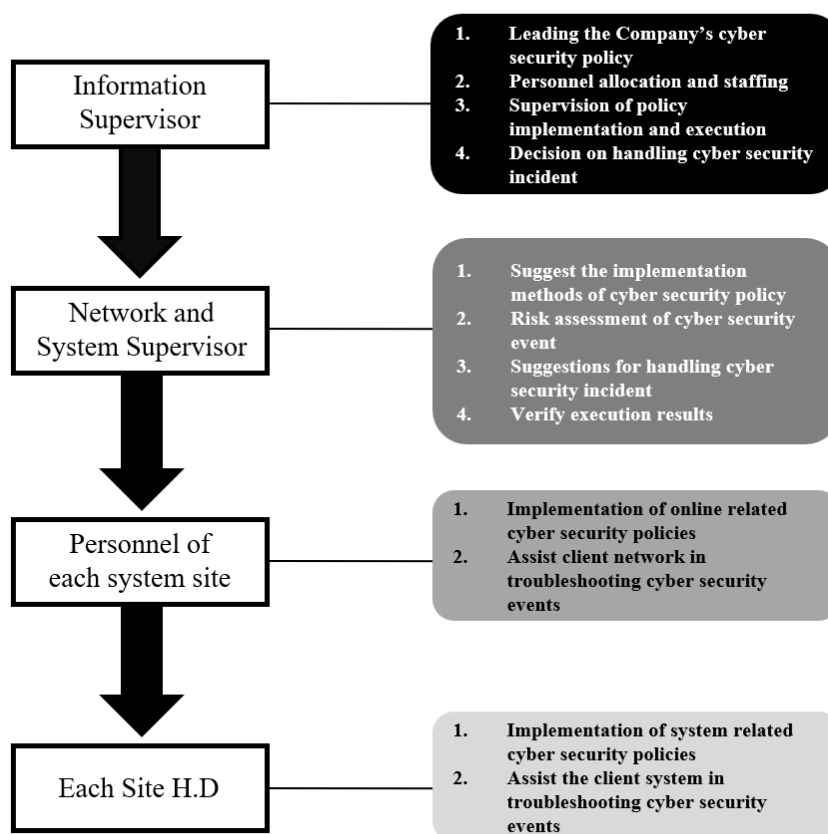 Information
Supervisor
1. Leading the Company's cyber
security policy
2. Personnel allocation and staffing
3. Supervision of policy
implementation and execution
4. Decision on handling cyber security
incident
Network and
System Supervisor
1. Suggest the implementation
methods of cyber security policy
2. Risk assessment of cyber security
event
3. Suggestions for handling cyber
security incident
4. Verify execution results
Personnel of
each system site
1. Implementation of online related
cyber security policies
2. Assist client network in
troubleshooting cyber security
events
Each Site H.D
1. Implementation of system related
cyber security policies
2. Assist the client system in
troubleshooting cyber security
events